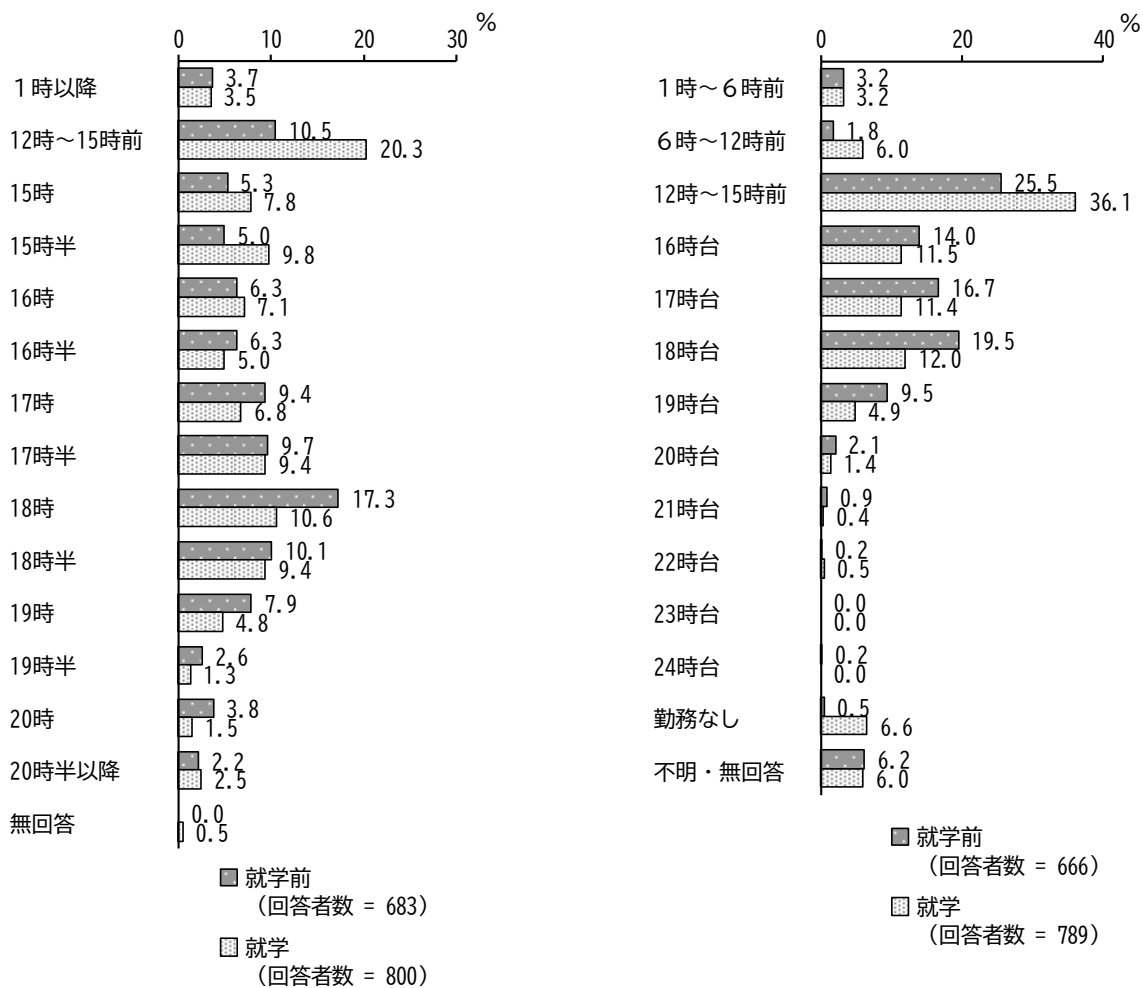 %
0 10 20 30
１時以降 3.7
3.5
12時～15時前 10.5
20.3
15時 5.3
7.8
15時半 5.0
9.8
16時 6.3
7.1
16時半 6.3
5.0
17時 9.4
6.8
17時半 9.7
9.4
18時 17.3
10.6
18時半 10.1
9.4
19時 7.9
4.8
19時半 2.6
1.3
20時 3.8
1.5
20時半以降 2.2
2.5
無回答 0.0
0.5
就学前
（回答者数 = 683）
就学
（回答者数 = 800）
%
0 20 40
１時～６時前 3.2
3.2
６時～12時前 1.8
6.0
12時～15時前 25.5
36.1
16時台 14.0
11.5
17時台 16.7
11.4
18時台 19.5
12.0
19時台 9.5
4.9
20時台 2.1
1.4
21時台 0.9
0.4
22時台 0.2
0.5
23時台 0.0
0.0
24時台 0.2
0.0
勤務なし 0.5
6.6
不明・無回答 6.2
6.0
就学前
（回答者数 = 666）
就学
（回答者数 = 789）